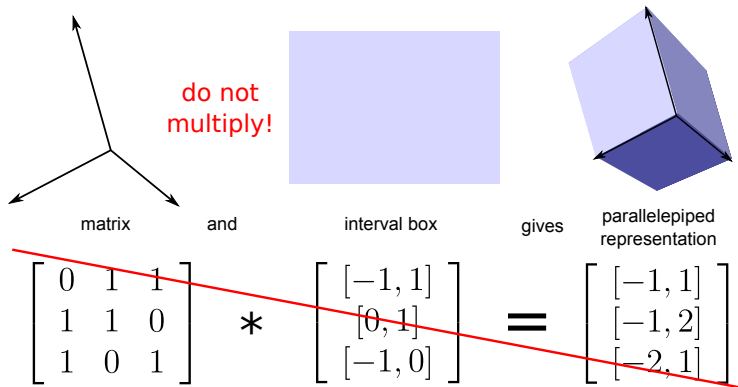 do not
multiply!
matrix and interval box gives parallelepiped
representation
0 1 1
1 1 0
1 0 1
*
[−1, 1]
[0, 1]
[−1, 0]
=
[−1, 1]
[−1, 2]
[−2, 1]